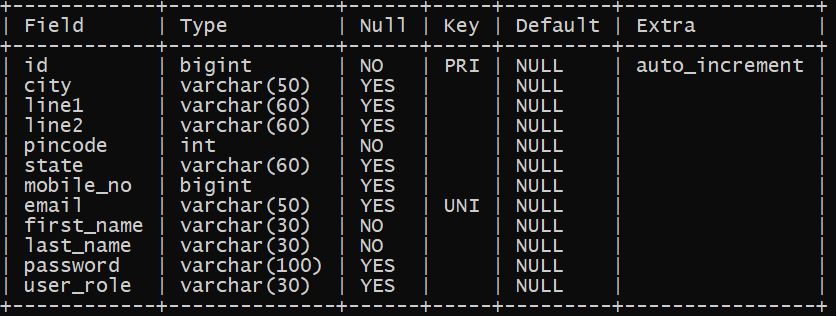 +------------+--------------+------+-----+---------+----------------+
| Field      | Type         | Null | Key | Default | Extra          |
+------------+--------------+------+-----+---------+----------------+
| id         | bigint       | NO   | PRI | NULL    | auto_increment |
| city       | varchar(50)  | YES  |     | NULL    |                |
| line1      | varchar(60)  | YES  |     | NULL    |                |
| line2      | varchar(60)  | YES  |     | NULL    |                |
| pincode    | int          | NO   |     | NULL    |                |
| state      | varchar(60)  | YES  |     | NULL    |                |
| mobile_no  | bigint       | YES  |     | NULL    |                |
| email      | varchar(50)  | YES  | UNI | NULL    |                |
| first_name | varchar(30)  | NO   |     | NULL    |                |
| last_name  | varchar(30)  | NO   |     | NULL    |                |
| password   | varchar(100) | YES  |     | NULL    |                |
| user_role  | varchar(30)  | YES  |     | NULL    |                |
+------------+--------------+------+-----+---------+----------------+